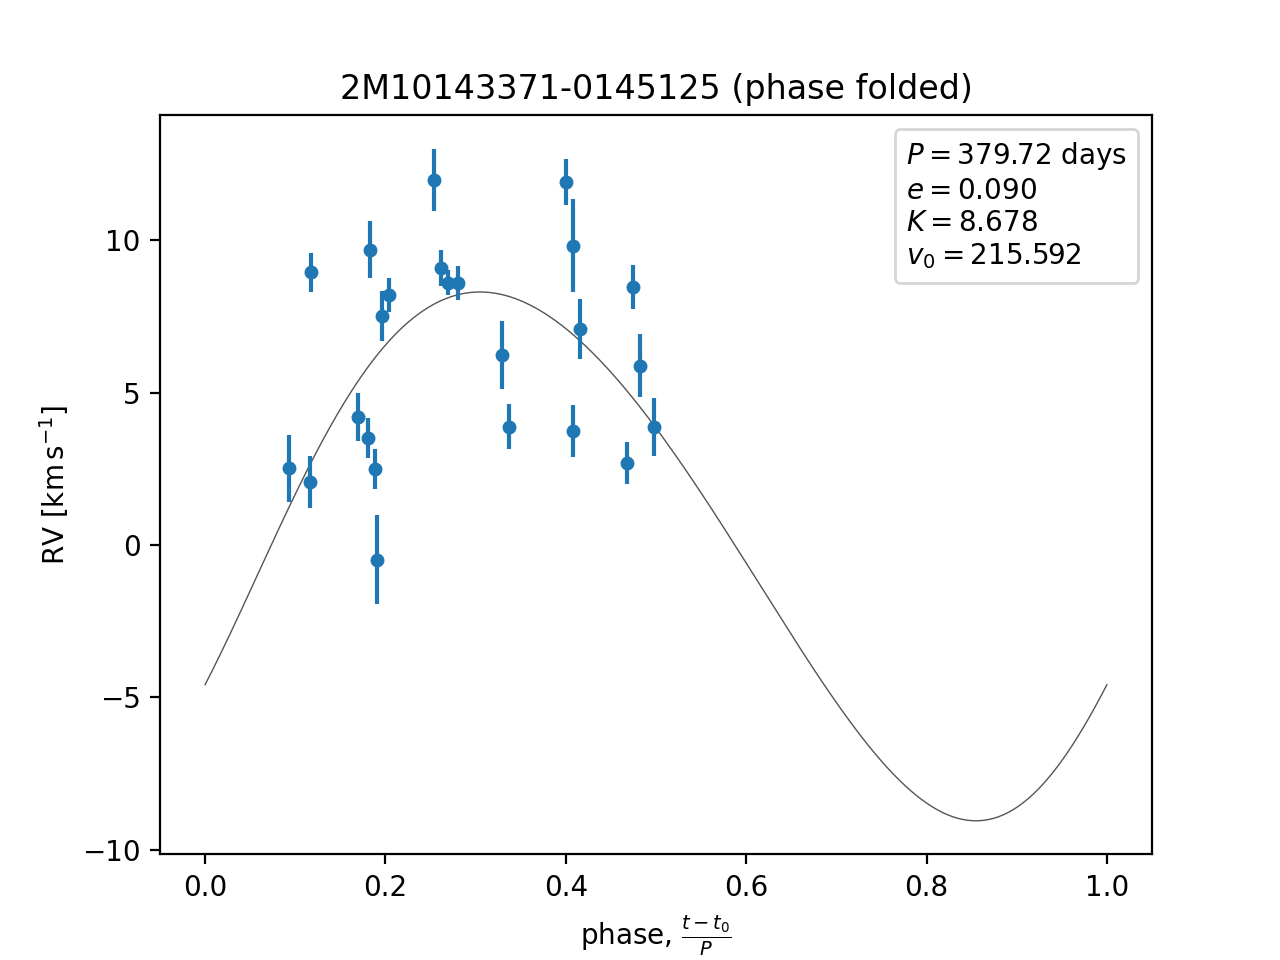 2M10143371-0145125 (phase folded)
P = 379.72 days
e = 0.090
K = 8.678
v₀ = 215.592
10
5
0
−5
−10
RV [km s⁻¹]
0.0 0.2 0.4 0.6 0.8 1.0
phase, (t − t₀)/P